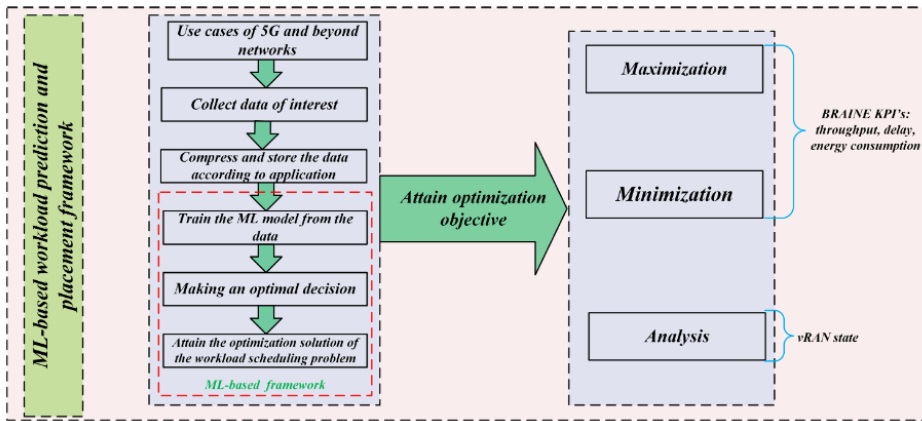 ML-based workload prediction and
placement framework
Use cases of 5G and beyond
networks
Collect data of interest
Compress and store the data
according to application
Train the ML model from the
data
Making an optimal decision
Attain the optimization solution of
the workload scheduling problem
ML-based framework
Attain optimization
objective
Maximization
Minimization
Analysis
BRAINE KPI's:
throughput, delay,
energy consumption
vRAN state